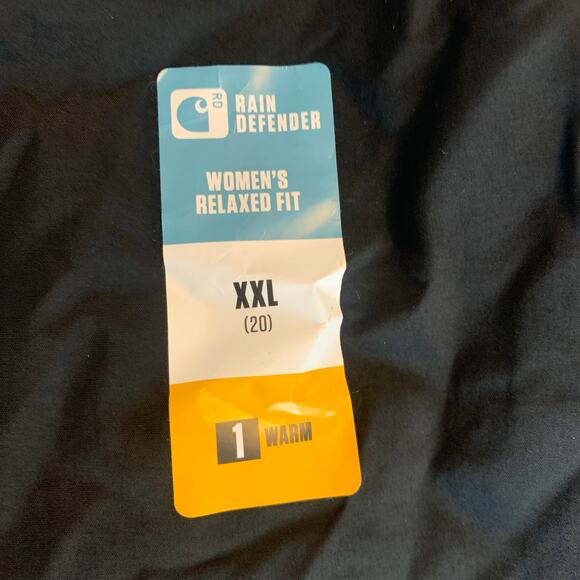 RD
RAIN
DEFENDER
WOMEN'S
RELAXED FIT
XXL
(20)
1 WARM